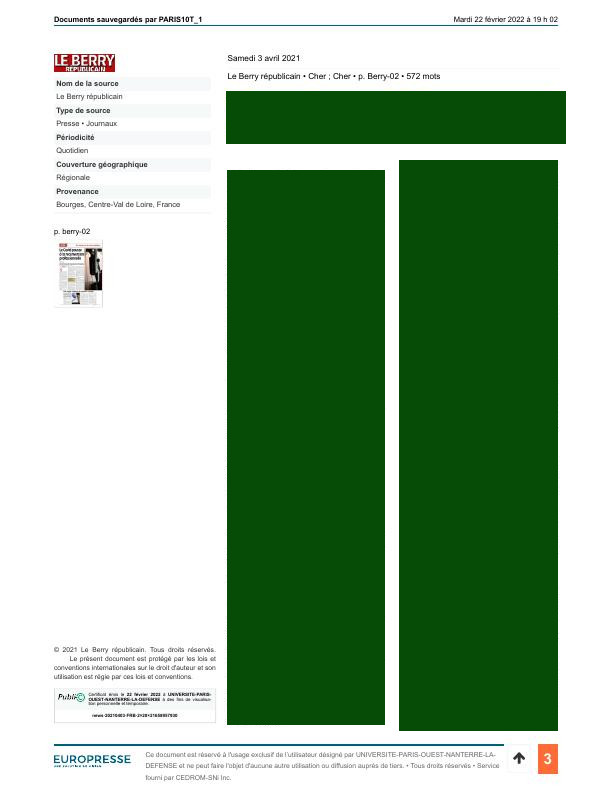 Documents sauvegardés par PARIS10T_1
Mardi 22 février 2022 à 19 h 02
LE BERRY
RÉPUBLICAIN
Nom de la source
Le Berry républicain
Type de source
Presse • Journaux
Périodicité
Quotidien
Couverture géographique
Régionale
Provenance
Bourges, Centre-Val de Loire, France
p. berry-02
Samedi 3 avril 2021
Le Berry républicain • Cher ; Cher • p. Berry-02 • 572 mots
© 2021 Le Berry républicain. Tous droits réservés.
Le présent document est protégé par les lois et
conventions internationales sur le droit d'auteur et son
utilisation est régie par ces lois et conventions.
Public ©
Certificat émis le 22 février 2022 à UNIVERSITE-PARIS-
OUEST-NANTERRE-LA-DEFENSE à des fins de visualisa-
tion personnelle et temporaire.
EUROPRESSE
Ce document est réservé à l'usage exclusif de l'utilisateur désigné par UNIVERSITE-PARIS-OUEST-NANTERRE-LA-
DEFENSE et ne peut faire l'objet d'aucune autre utilisation ou diffusion auprès de tiers. • Tous droits réservés • Service
fourni par CEDROM-SNi Inc.
3